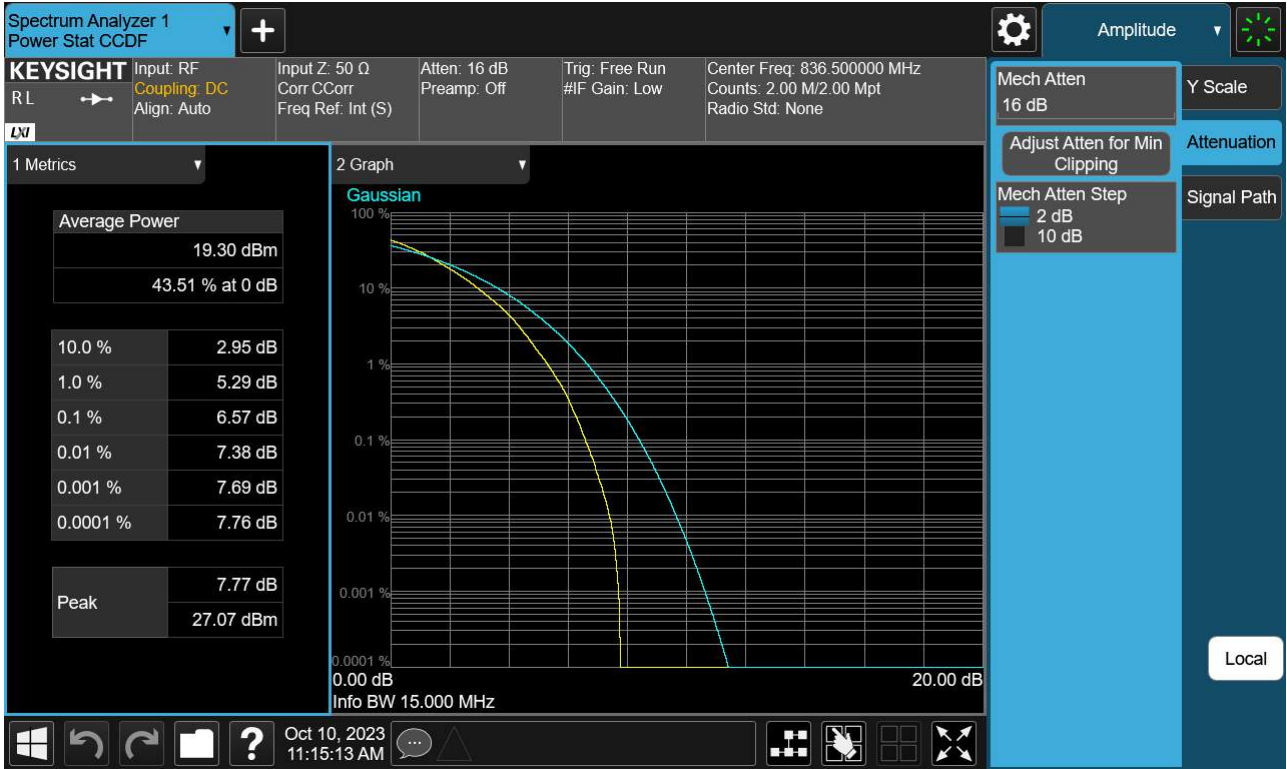 Spectrum Analyzer 1
Power Stat CCDF
+
Amplitude
KEYSIGHT
R L
LXI
Input: RF
Coupling: DC
Align: Auto
Input Z: 50 Ω
Corr CCorr
Freq Ref: Int (S)
Atten: 16 dB
Preamp: Off
Trig: Free Run
#IF Gain: Low
Center Freq: 836.500000 MHz
Counts: 2.00 M/2.00 Mpt
Radio Std: None
Mech Atten
16 dB
Adjust Atten for Min
Clipping
Mech Atten Step
2 dB
10 dB
Y Scale
Attenuation
Signal Path
Local
1 Metrics
Average Power
19.30 dBm
43.51 % at 0 dB
10.0 % 2.95 dB
1.0 % 5.29 dB
0.1 % 6.57 dB
0.01 % 7.38 dB
0.001 % 7.69 dB
0.0001 % 7.76 dB
Peak
7.77 dB
27.07 dBm
2 Graph
Gaussian
100 %
10 %
1 %
0.1 %
0.01 %
0.001 %
0.0001 %
0.00 dB 20.00 dB
Info BW 15.000 MHz
?
Oct 10, 2023
11:15:13 AM